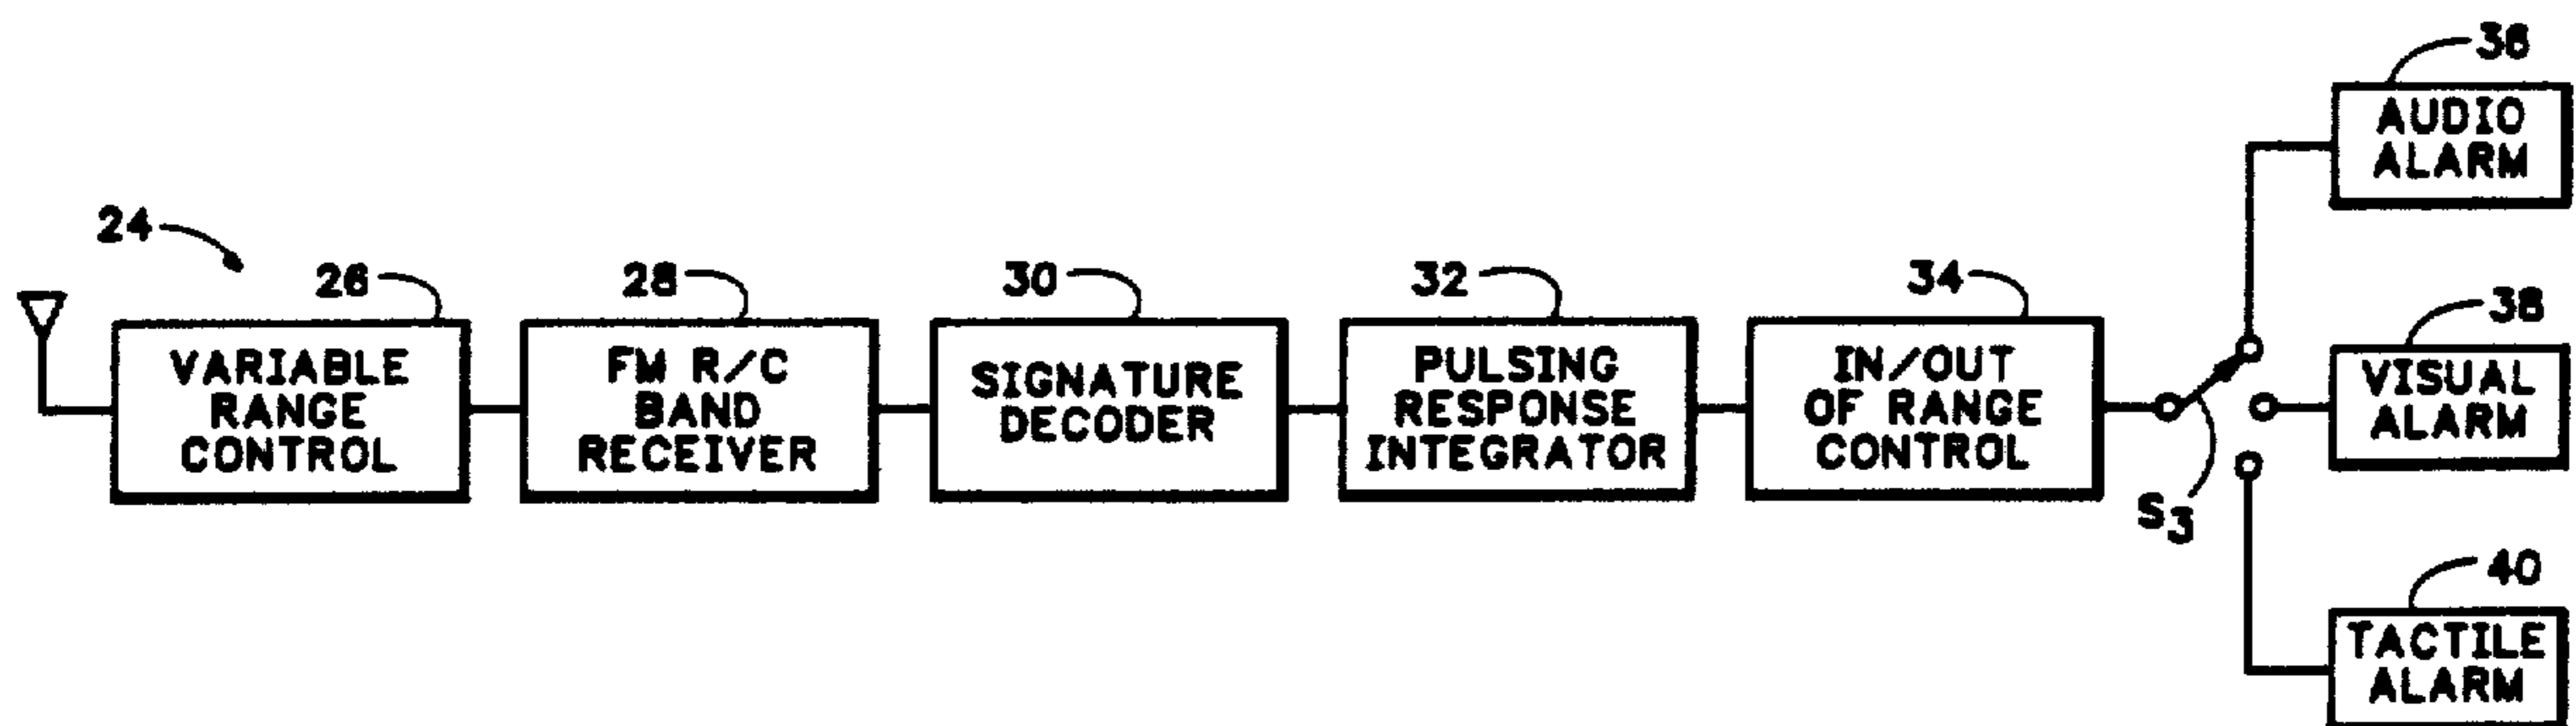 36
AUDIO
ALARM
24
26
VARIABLE
RANGE
CONTROL
28
FM R/C
BAND
RECEIVER
30
SIGNATURE
DECODER
32
PULSING
RESPONSE
INTEGRATOR
34
IN/OUT
OF RANGE
CONTROL
S3
38
VISUAL
ALARM
40
TACTILE
ALARM